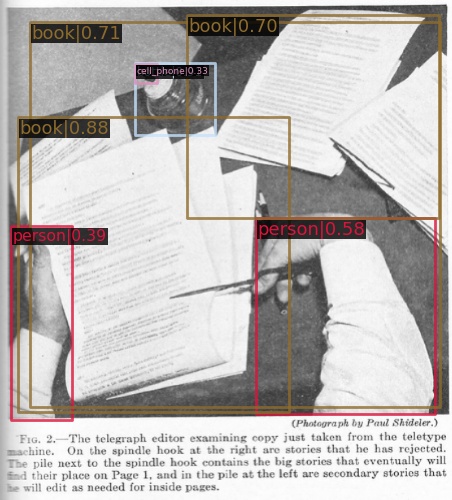 book|0.71
book|0.70
cell_phone|0.33
book|0.88
person|0.39
person|0.58
(Photograph by Paul Shideler.)
FIG. 2.—The telegraph editor examining copy just taken from the teletype
machine. On the spindle hook at the right are stories that he has rejected.
The pile next to the spindle hook contains the big stories that eventually will
find their place on Page 1, and in the pile at the left are secondary stories that
he will edit as needed for inside pages.